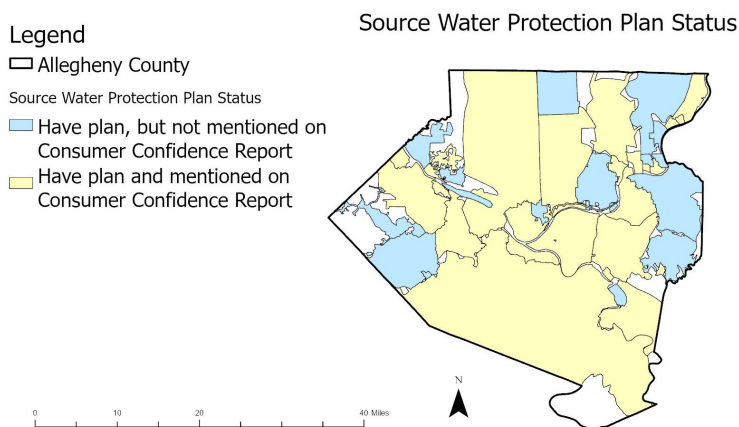 Source Water Protection Plan Status
Legend
Allegheny County
Source Water Protection Plan Status
Have plan, but not mentioned on
Consumer Confidence Report
Have plan and mentioned on
Consumer Confidence Report
N
0 10 20 40 Miles